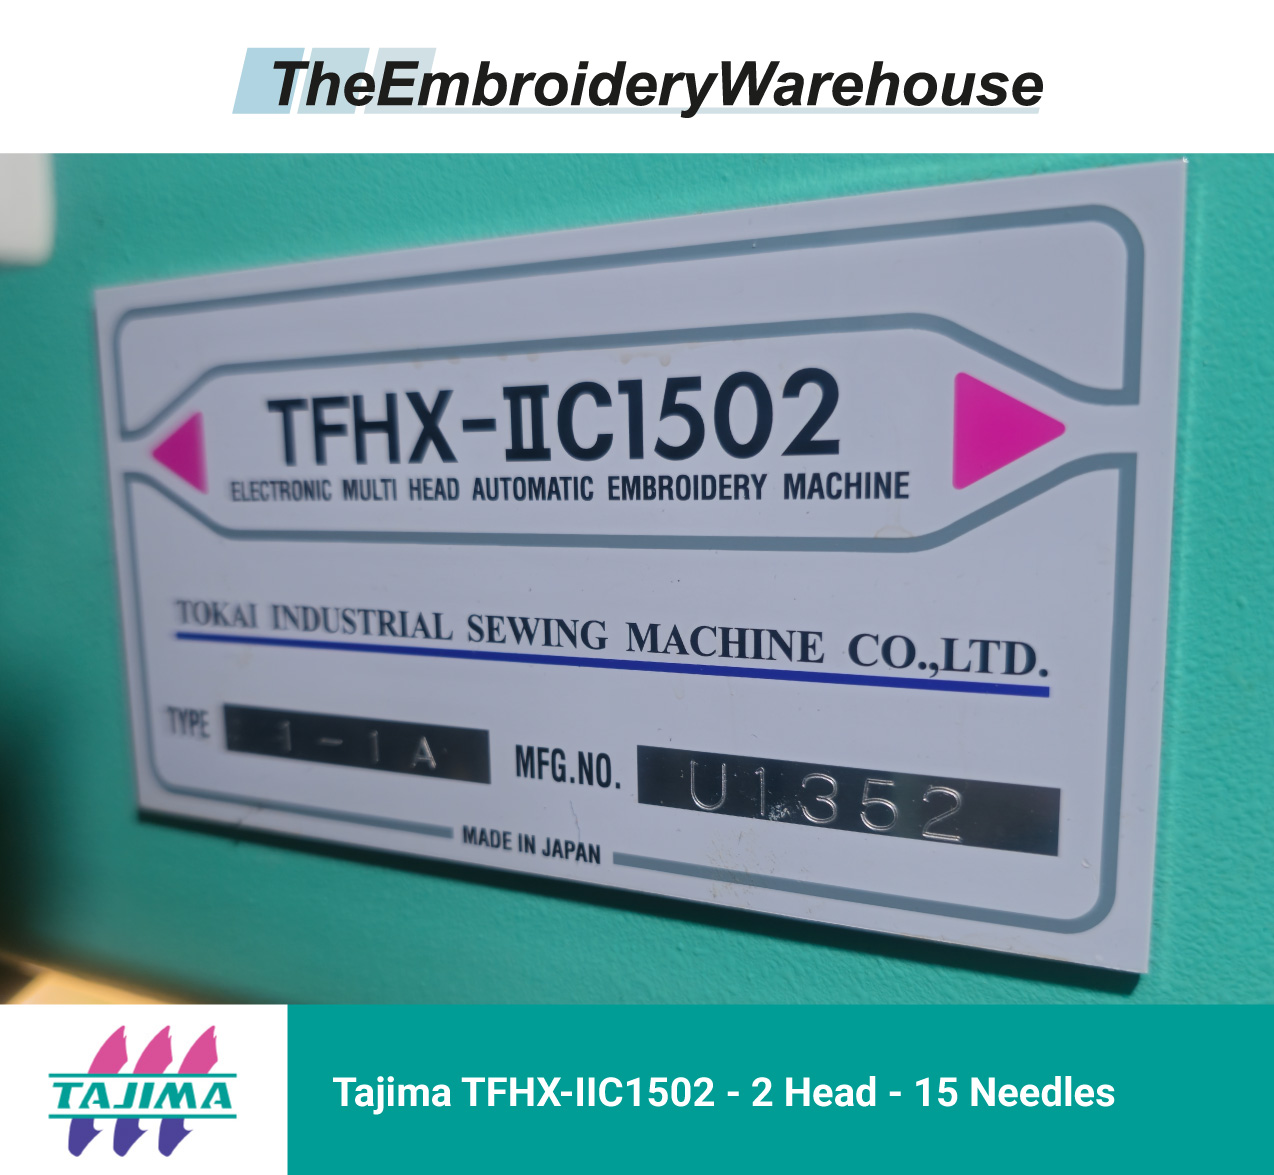 TheEmbroideryWarehouse
TFHX-IIC1502
ELECTRONIC MULTI HEAD AUTOMATIC EMBROIDERY MACHINE
TOKAI INDUSTRIAL SEWING MACHINE CO.,LTD.
TYPE 1-1A MFG.NO. U1352
MADE IN JAPAN
TAJIMA
Tajima TFHX-IIC1502 - 2 Head - 15 Needles